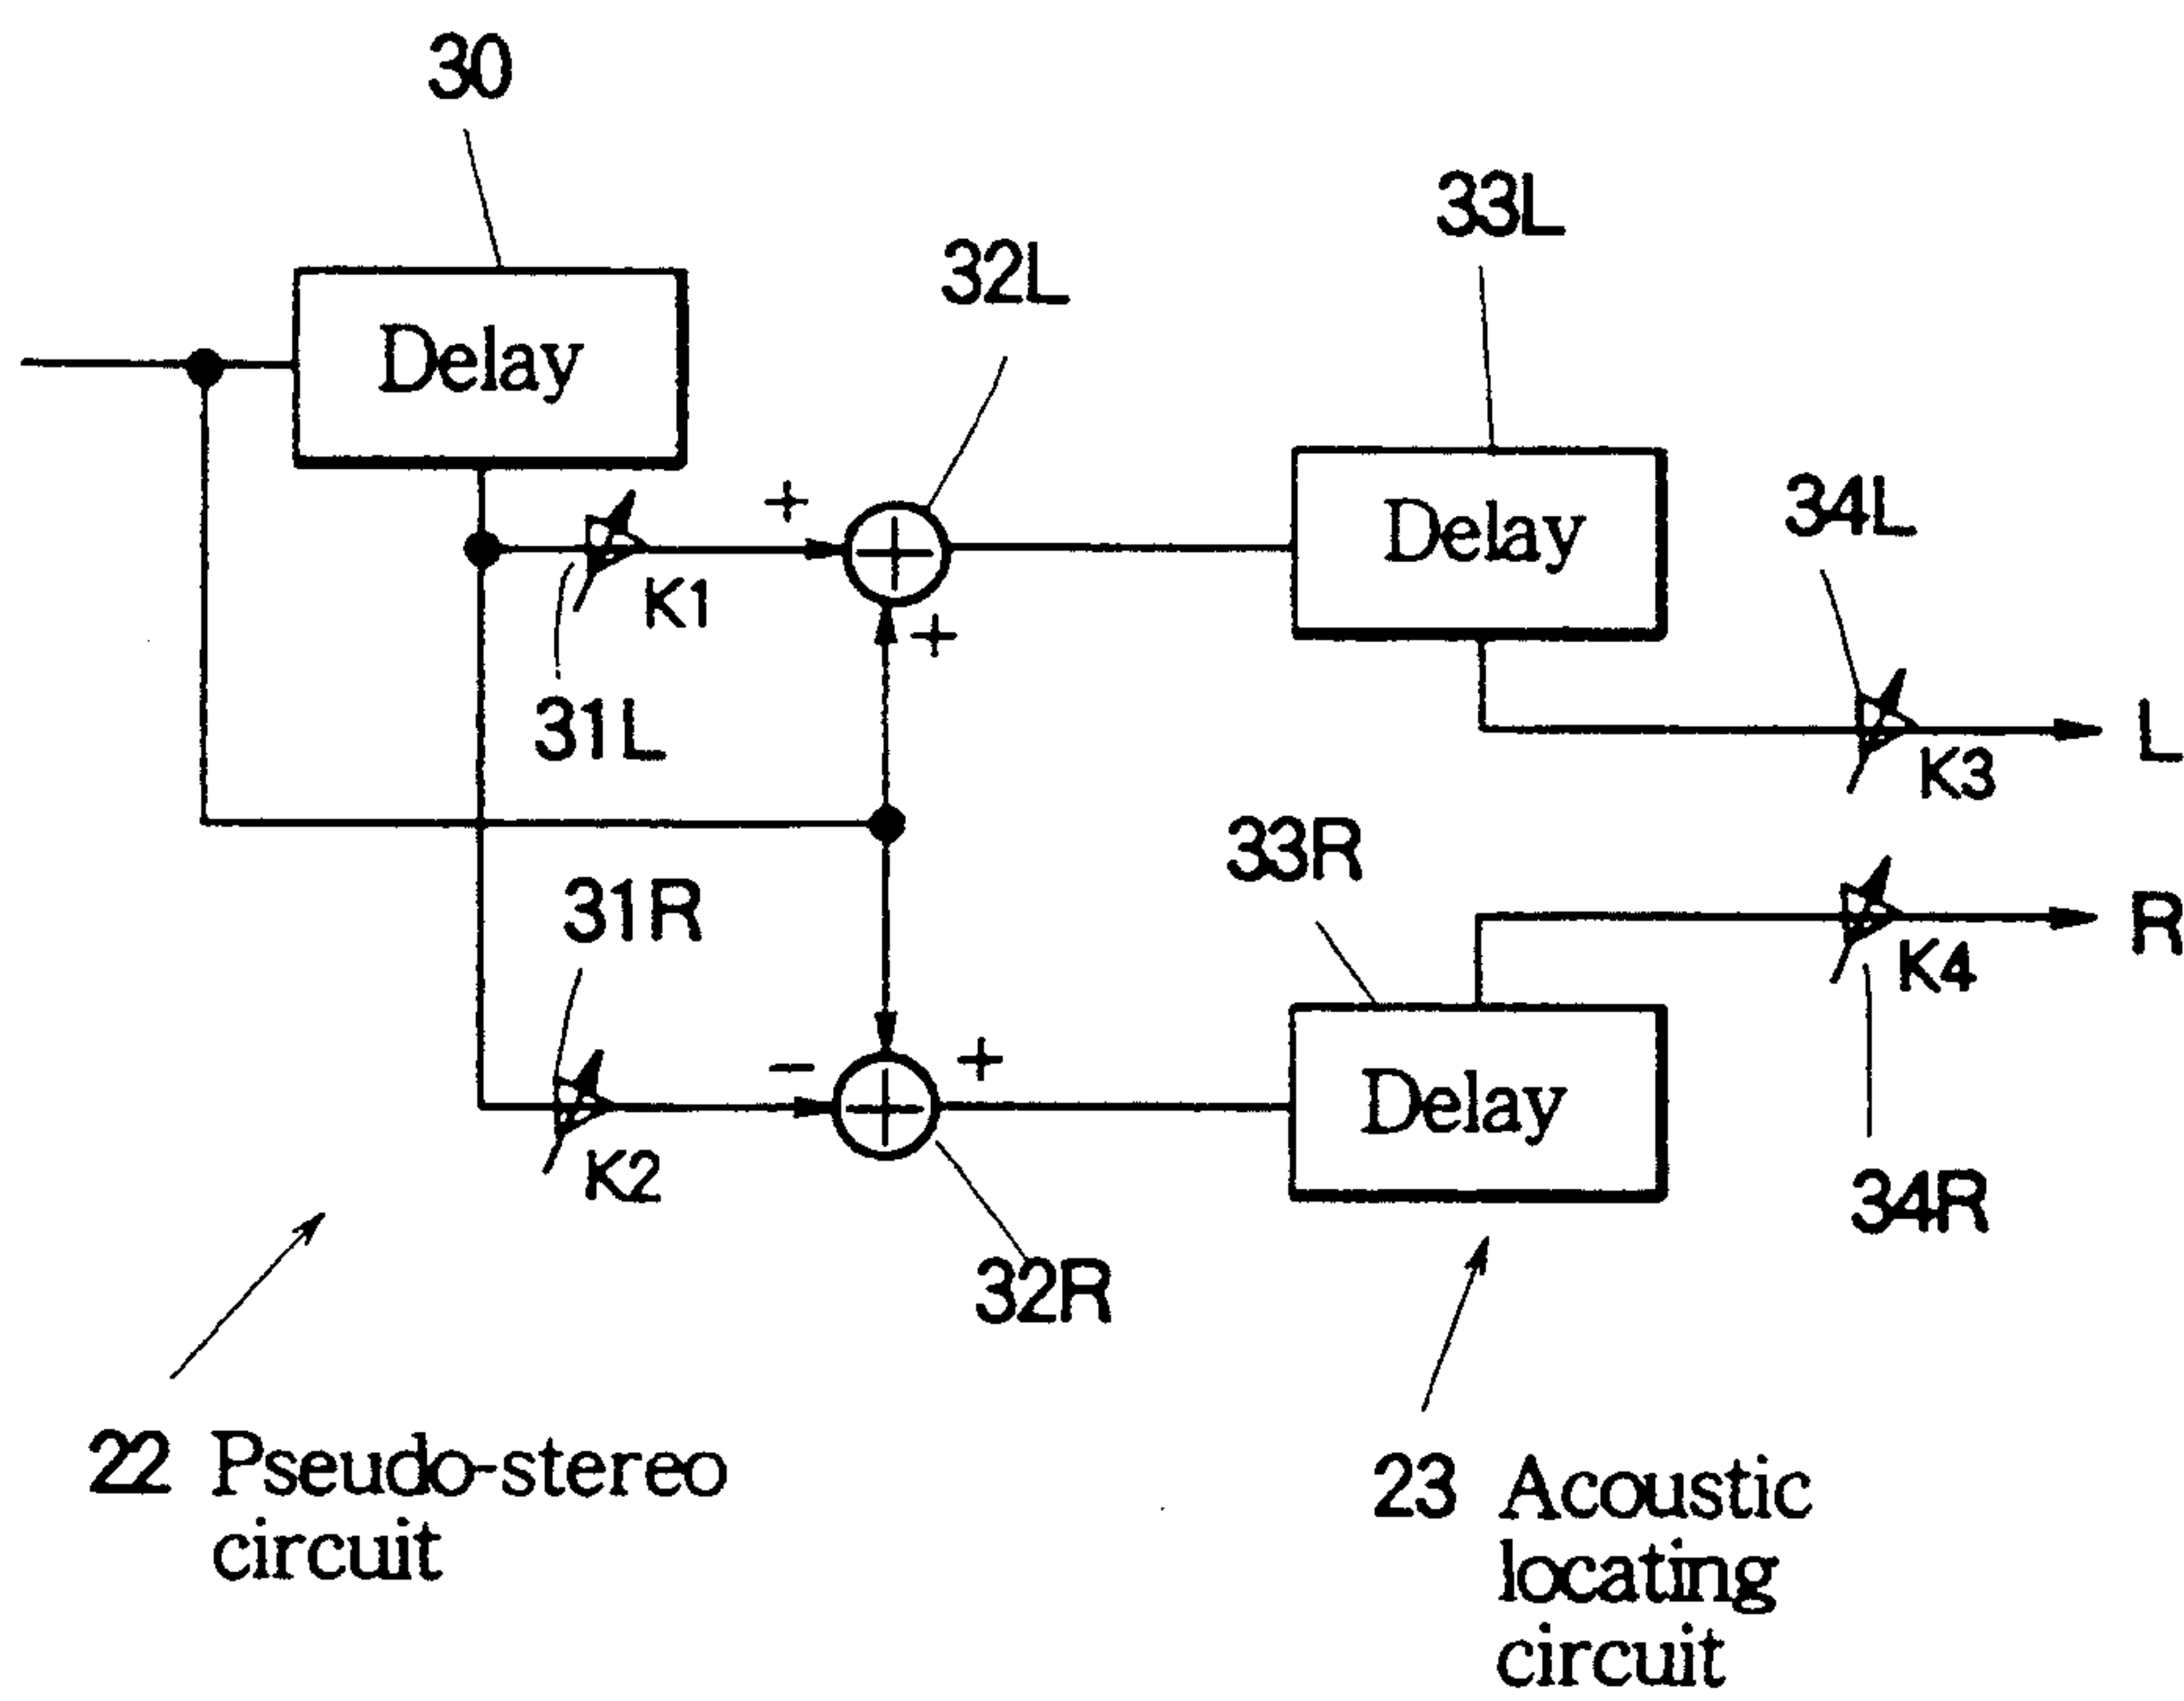 30
33L
32L
Delay
34L
+
Delay
K1
+
31L
L
K3
33R
31R
R
K4
-
+
Delay
K2
34R
32R
22 Pseudo-stereo
circuit
23 Acoustic
locating
circuit